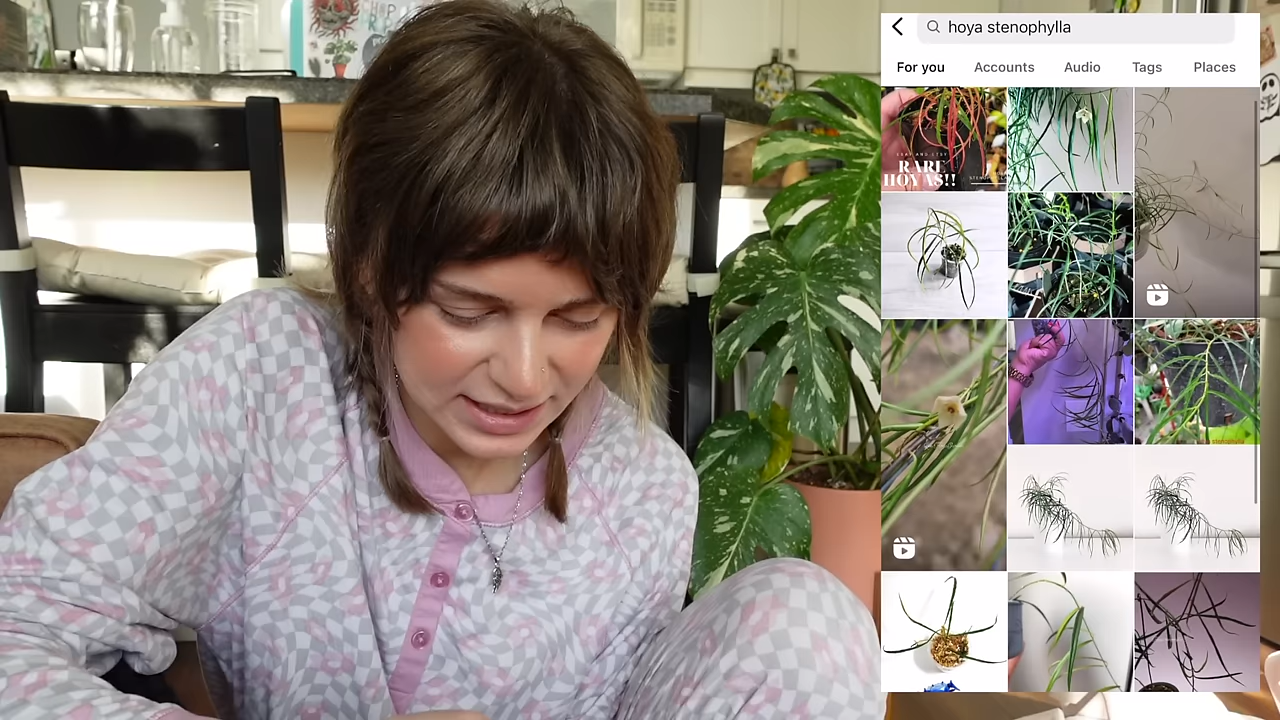 hoya stenophylla
For you
Accounts
Audio
Tags
Places
RARE
HOYAS!!